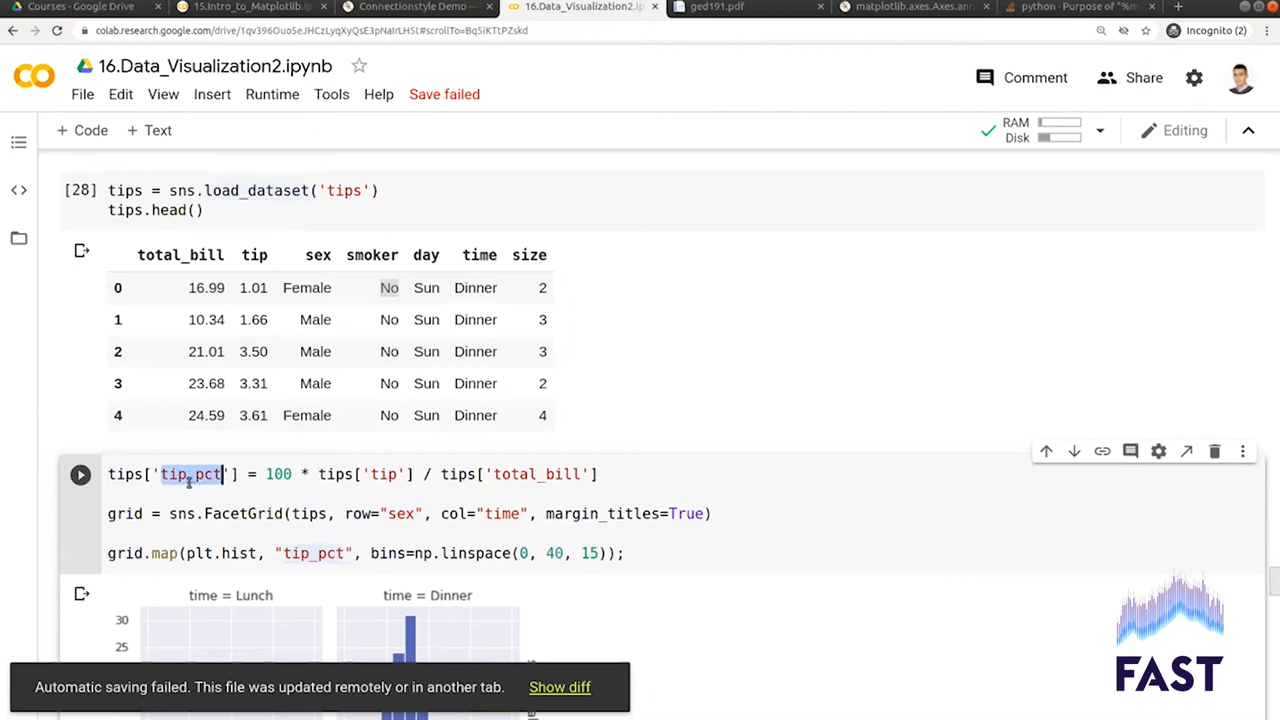 Courses - Google Drive
15.Intro_to_Matplotlib.i
Connectionstyle Demo —
16.Data_Visualization2.ip
ged191.pdf
matplotlib.axes.Axes.ann
python - Purpose of "%m
colab.research.google.com/drive/1qv396Ouo5eJHCzLyqXyQsE3pNaIrLH5t#scrollTo=Bq5iKTtPZskd
Incognito (2)
16.Data_Visualization2.ipynb
Comment
Share
File Edit View Insert Runtime Tools Help Save failed
+ Code + Text
RAM
Disk
Editing
[28] tips = sns.load_dataset('tips')
tips.head()
total_bill tip sex smoker day time size
0 16.99 1.01 Female No Sun Dinner 2
1 10.34 1.66 Male No Sun Dinner 3
2 21.01 3.50 Male No Sun Dinner 3
3 23.68 3.31 Male No Sun Dinner 2
4 24.59 3.61 Female No Sun Dinner 4
tips['tip_pct'] = 100 * tips['tip'] / tips['total_bill']
grid = sns.FacetGrid(tips, row="sex", col="time", margin_titles=True)
grid.map(plt.hist, "tip_pct", bins=np.linspace(0, 40, 15));
time = Lunch
time = Dinner
30
25
Automatic saving failed. This file was updated remotely or in another tab. Show diff
FAST